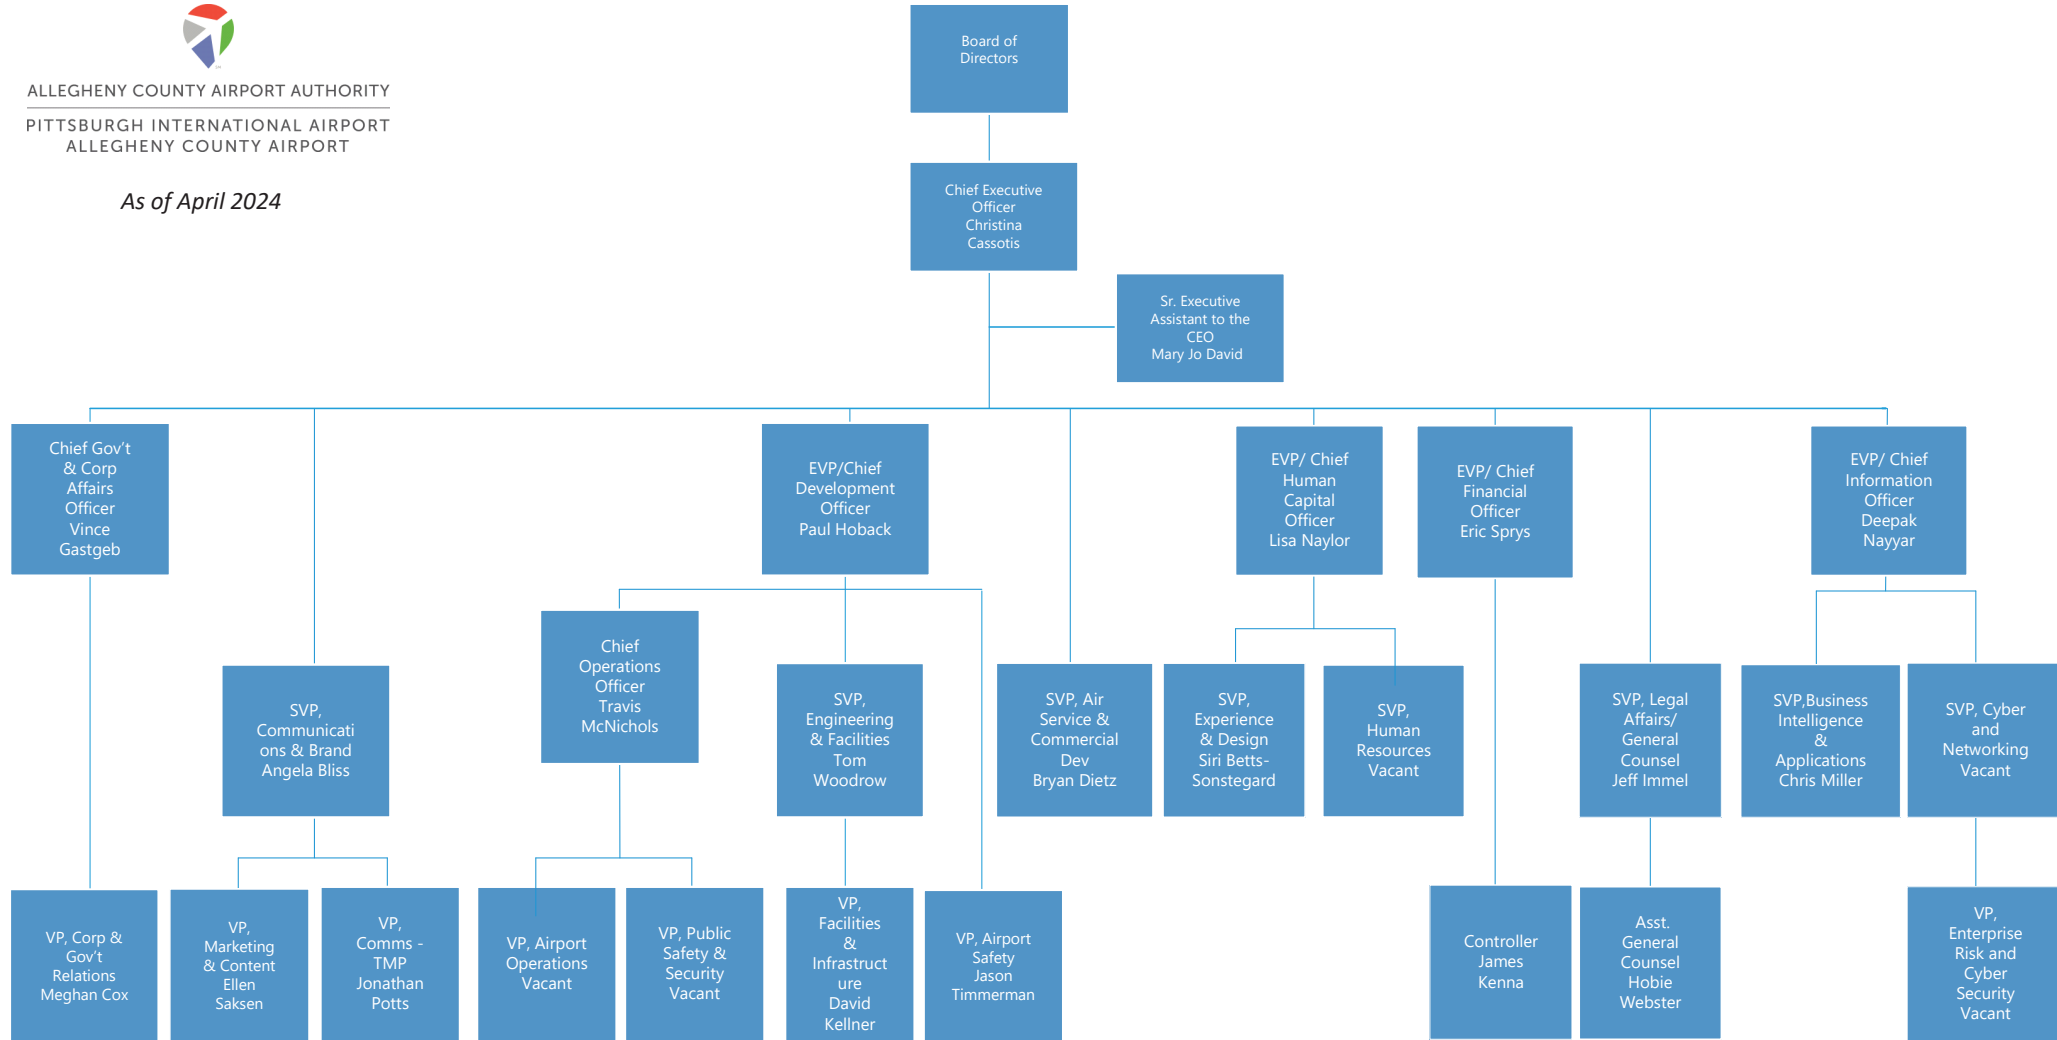 ALLEGHENY COUNTY AIRPORT AUTHORITY
PITTSBURGH INTERNATIONAL AIRPORT
ALLEGHENY COUNTY AIRPORT
As of April 2024
Board of
Directors
Chief Executive
Officer
Christina
Cassotis
Sr. Executive
Assistant to the
CEO
Mary Jo David
Chief Gov't
& Corp
Affairs
Officer
Vince
Gastgeb
EVP/Chief
Development
Officer
Paul Hoback
EVP/ Chief
Human
Capital
Officer
Lisa Naylor
EVP/ Chief
Financial
Officer
Eric Sprys
EVP/ Chief
Information
Officer
Deepak
Nayyar
SVP,
Communicati
ons & Brand
Angela Bliss
Chief
Operations
Officer
Travis
McNichols
SVP,
Engineering
& Facilities
Tom
Woodrow
SVP, Air
Service &
Commercial
Dev
Bryan Dietz
SVP,
Experience
& Design
Siri Betts-
Sonstegard
SVP,
Human
Resources
Vacant
SVP, Legal
Affairs/
General
Counsel
Jeff Immel
SVP,Business
Intelligence
&
Applications
Chris Miller
SVP, Cyber
and
Networking
Vacant
VP, Corp &
Gov't
Relations
Meghan Cox
VP,
Marketing
& Content
Ellen
Saksen
VP,
Comms -
TMP
Jonathan
Potts
VP, Airport
Operations
Vacant
VP, Public
Safety &
Security
Vacant
VP,
Facilities
&
Infrastruct
ure
David
Kellner
VP, Airport
Safety
Jason
Timmerman
Controller
James
Kenna
Asst.
General
Counsel
Hobie
Webster
VP,
Enterprise
Risk and
Cyber
Security
Vacant